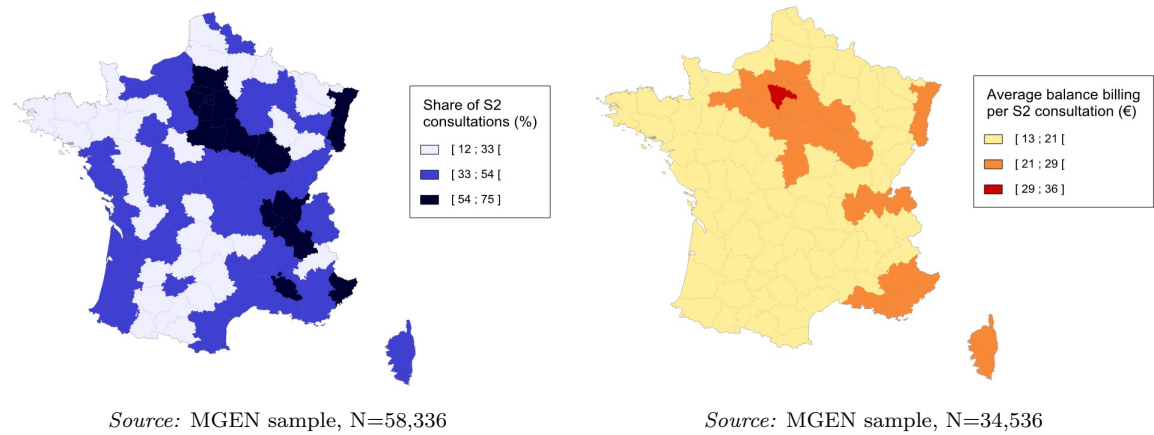 Share of S2
consultations (%)
[ 12 ; 33 [
[ 33 ; 54 [
[ 54 ; 75 ]
Source: MGEN sample, N=58,336
Average balance billing
per S2 consultation (€)
[ 13 ; 21 [
[ 21 ; 29 [
[ 29 ; 36 ]
Source: MGEN sample, N=34,536